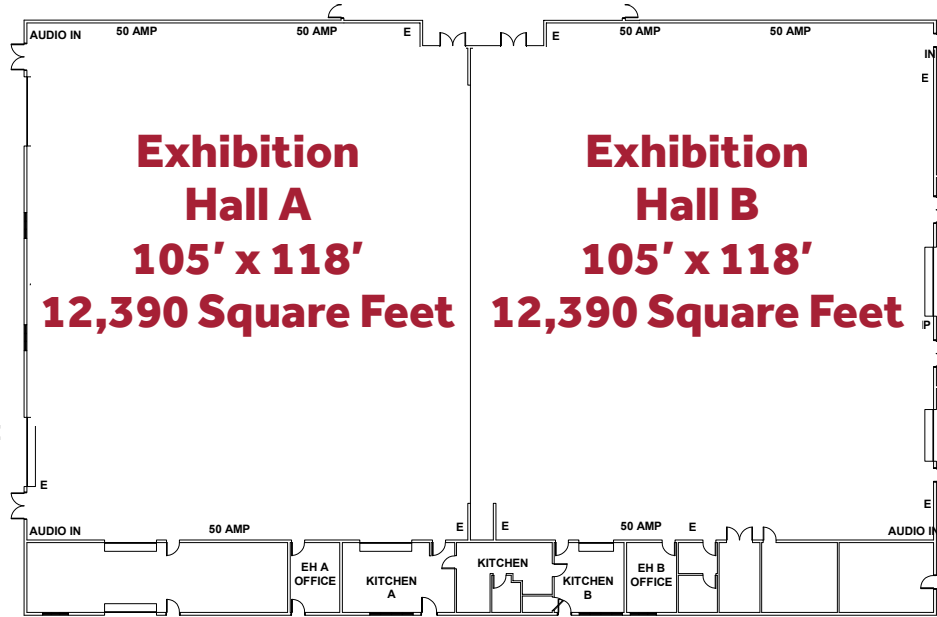 AUDIO IN
50 AMP
50 AMP
E
E
50 AMP
50 AMP
IN
E
Exhibition
Hall A
105' x 118'
12,390 Square Feet
Exhibition
Hall B
105' x 118'
12,390 Square Feet
E
E
AUDIO IN
50 AMP
E
E
50 AMP
E
AUDIO IN
EH A
OFFICE
KITCHEN
A
KITCHEN
KITCHEN
B
EH B
OFFICE